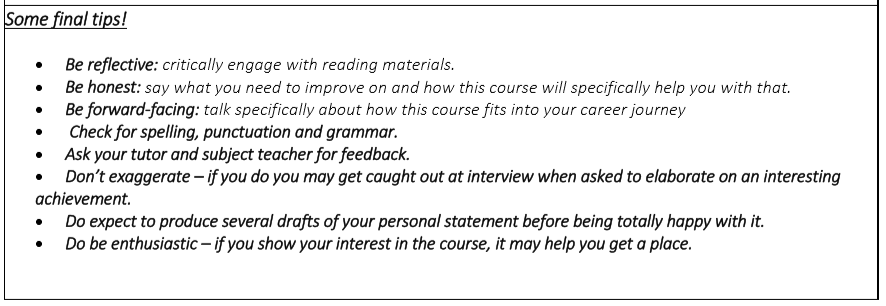 Some final tips!
• Be reflective: critically engage with reading materials.
• Be honest: say what you need to improve on and how this course will specifically help you with that.
• Be forward-facing: talk specifically about how this course fits into your career journey
• Check for spelling, punctuation and grammar.
• Ask your tutor and subject teacher for feedback.
• Don’t exaggerate – if you do you may get caught out at interview when asked to elaborate on an interesting
achievement.
• Do expect to produce several drafts of your personal statement before being totally happy with it.
• Do be enthusiastic – if you show your interest in the course, it may help you get a place.